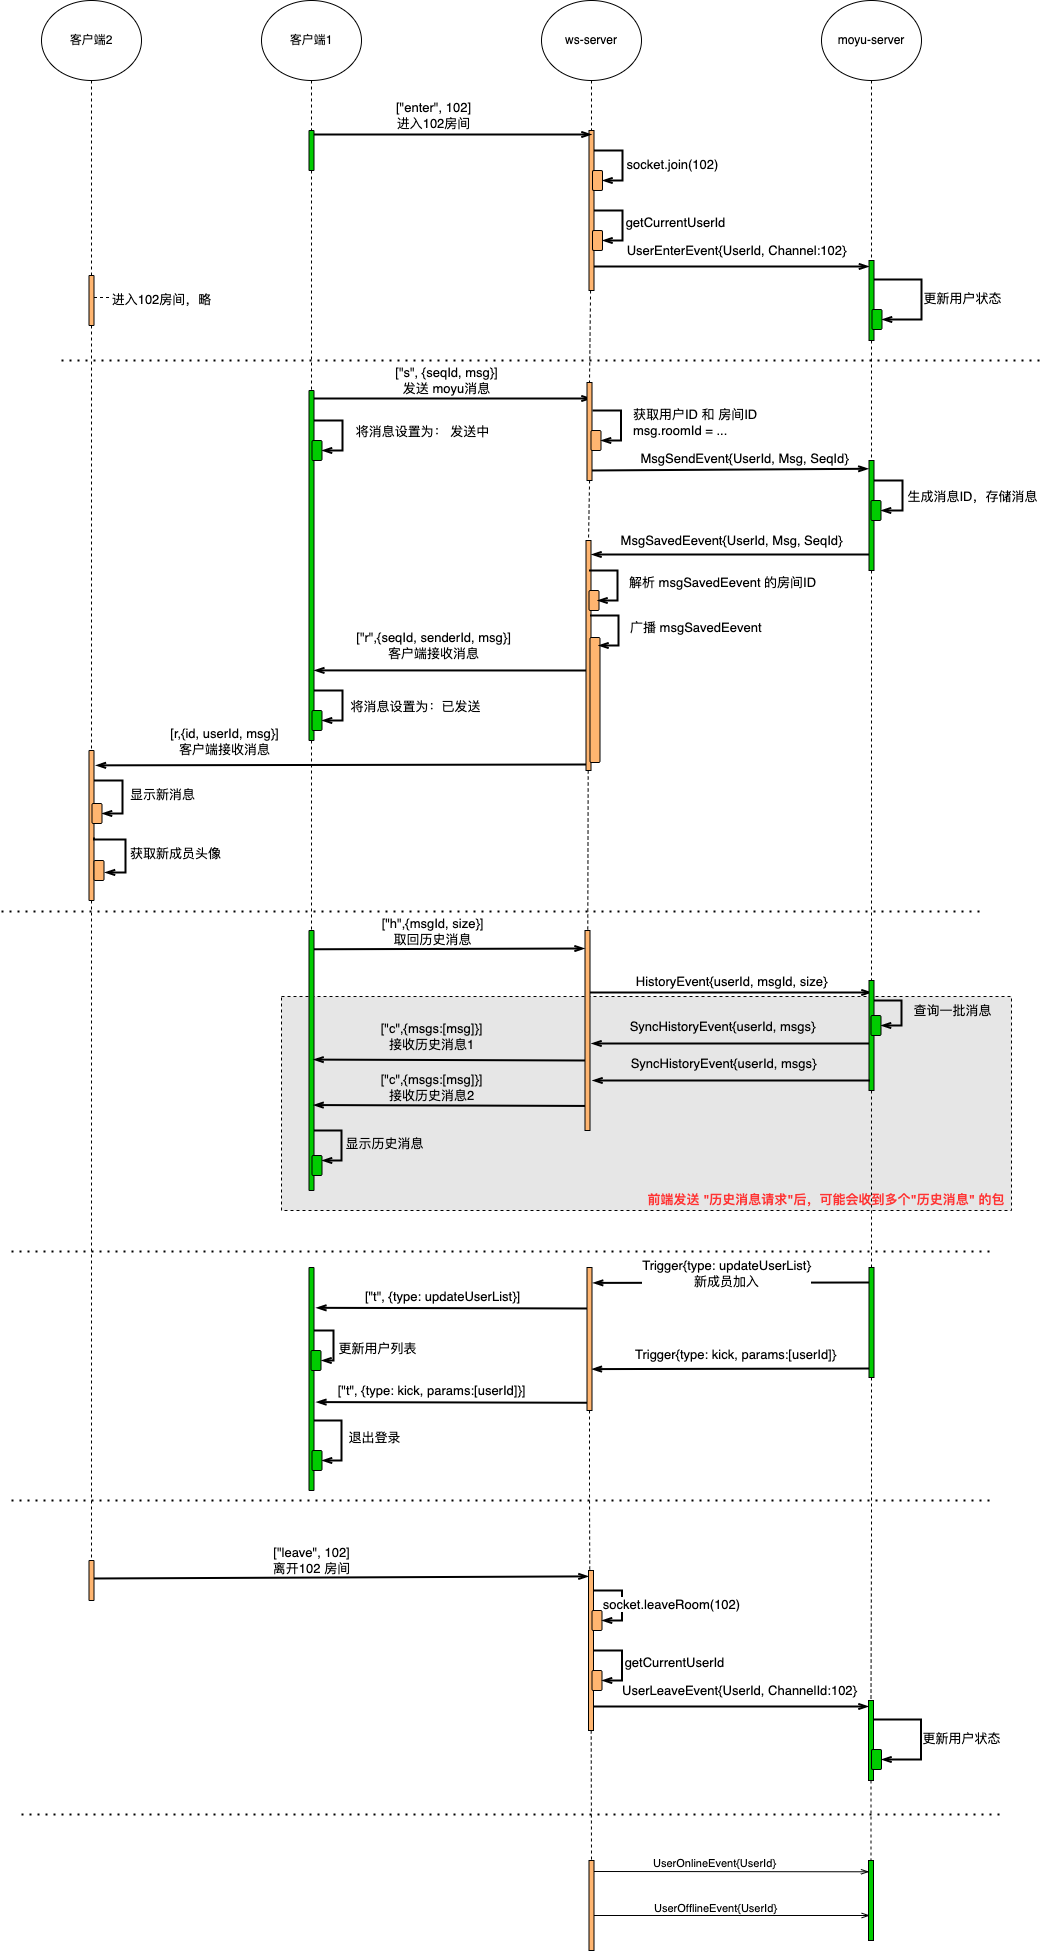 客户端2
客户端1
ws-server
moyu-server
["enter", 102]
进入102房间
socket.join(102)
getCurrentUserId
UserEnterEvent{UserId, Channel:102}
进入102房间，略
更新用户状态
["s", {seqId, msg}]
发送 moyu消息
将消息设置为： 发送中
获取用户ID 和 房间ID
msg.roomId = ...
MsgSendEvent{UserId, Msg, SeqId}
生成消息ID，存储消息
MsgSavedEevent{UserId, Msg, SeqId}
解析 msgSavedEevent 的房间ID
广播 msgSavedEevent
["r",{seqId, senderId, msg}]
客户端接收消息
将消息设置为：已发送
[r,{id, userId, msg}]
客户端接收消息
显示新消息
获取新成员头像
["h",{msgId, size}]
取回历史消息
HistoryEvent{userId, msgId, size}
查询一批消息
SyncHistoryEvent{userId, msgs}
["c",{msgs:[msg]}]
接收历史消息1
SyncHistoryEvent{userId, msgs}
["c",{msgs:[msg]}]
接收历史消息2
显示历史消息
前端发送 "历史消息请求"后，可能会收到多个"历史消息" 的包
Trigger{type: updateUserList}
新成员加入
["t", {type: updateUserList}]
更新用户列表
Trigger{type: kick, params:[userId]}
["t", {type: kick, params:[userId]}]
退出登录
["leave", 102]
离开102 房间
socket.leaveRoom(102)
getCurrentUserId
UserLeaveEvent{UserId, ChannelId:102}
更新用户状态
UserOnlineEvent{UserId}
UserOfflineEvent{UserId}